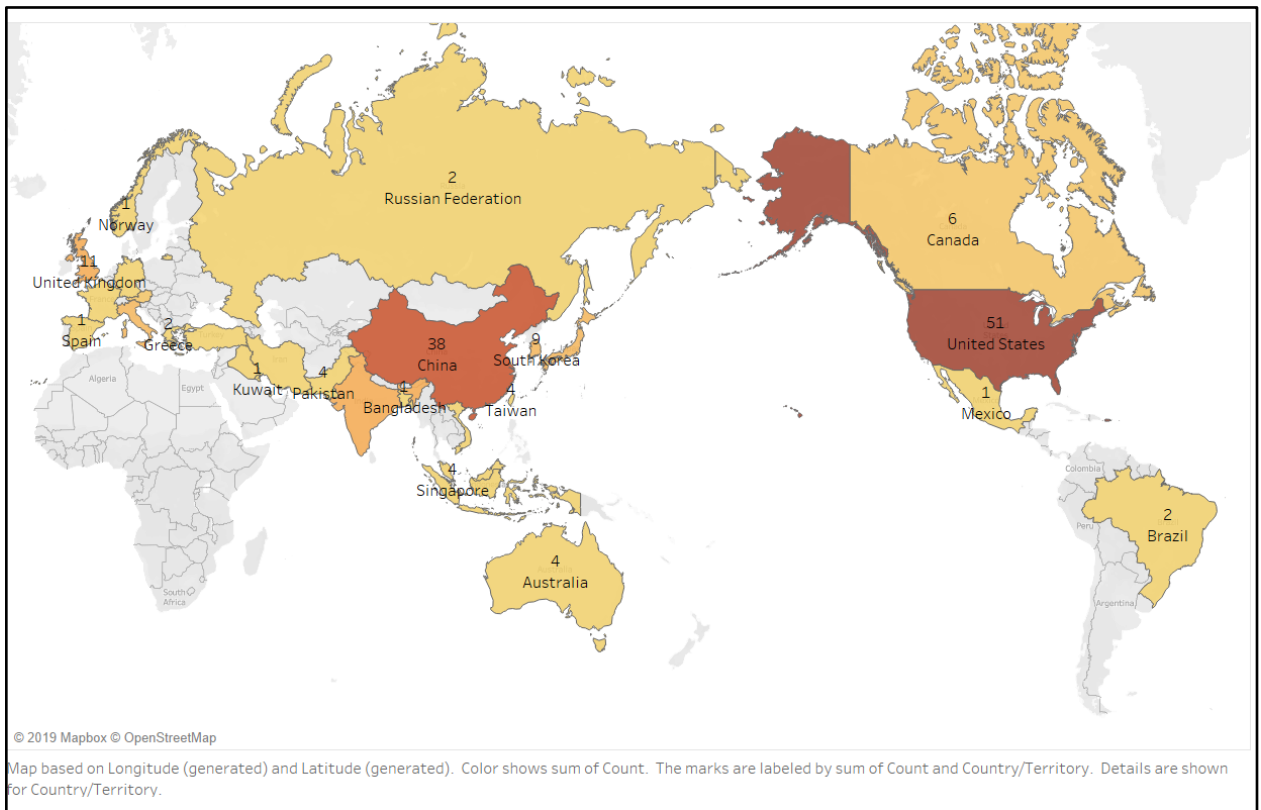 2
Russian Federation
1
Norway
11
United Kingdom
1
Spain
2
Greece
1
Kuwait
4
Pakistan
38
China
9
South Korea
1
Bangladesh
4
Taiwan
4
Singapore
4
Australia
6
Canada
51
United States
1
Mexico
2
Brazil
Algeria
Egypt
South
Africa
Colombia
Peru
Argentina
© 2019 Mapbox © OpenStreetMap
Map based on Longitude (generated) and Latitude (generated). Color shows sum of Count. The marks are labeled by sum of Count and Country/Territory. Details are shown
for Country/Territory.